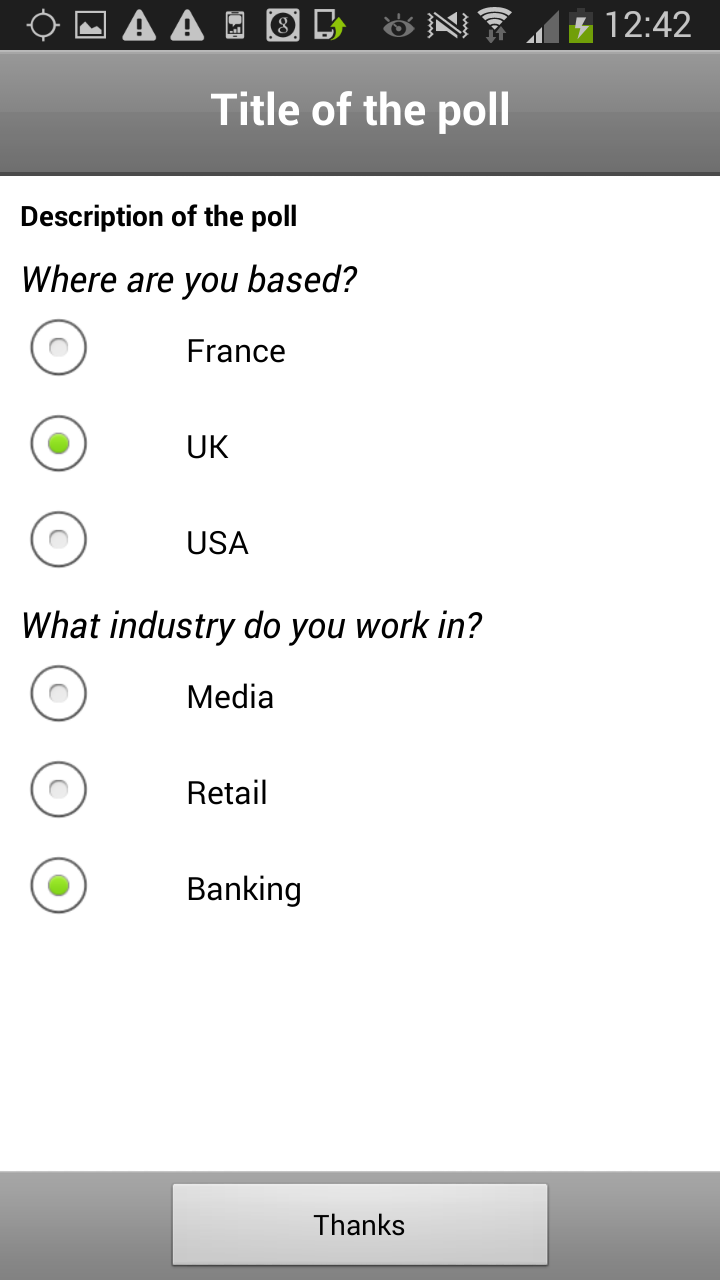 12:42
Title of the poll
Description of the poll
Where are you based?
France
UK
USA
What industry do you work in?
Media
Retail
Banking
Thanks